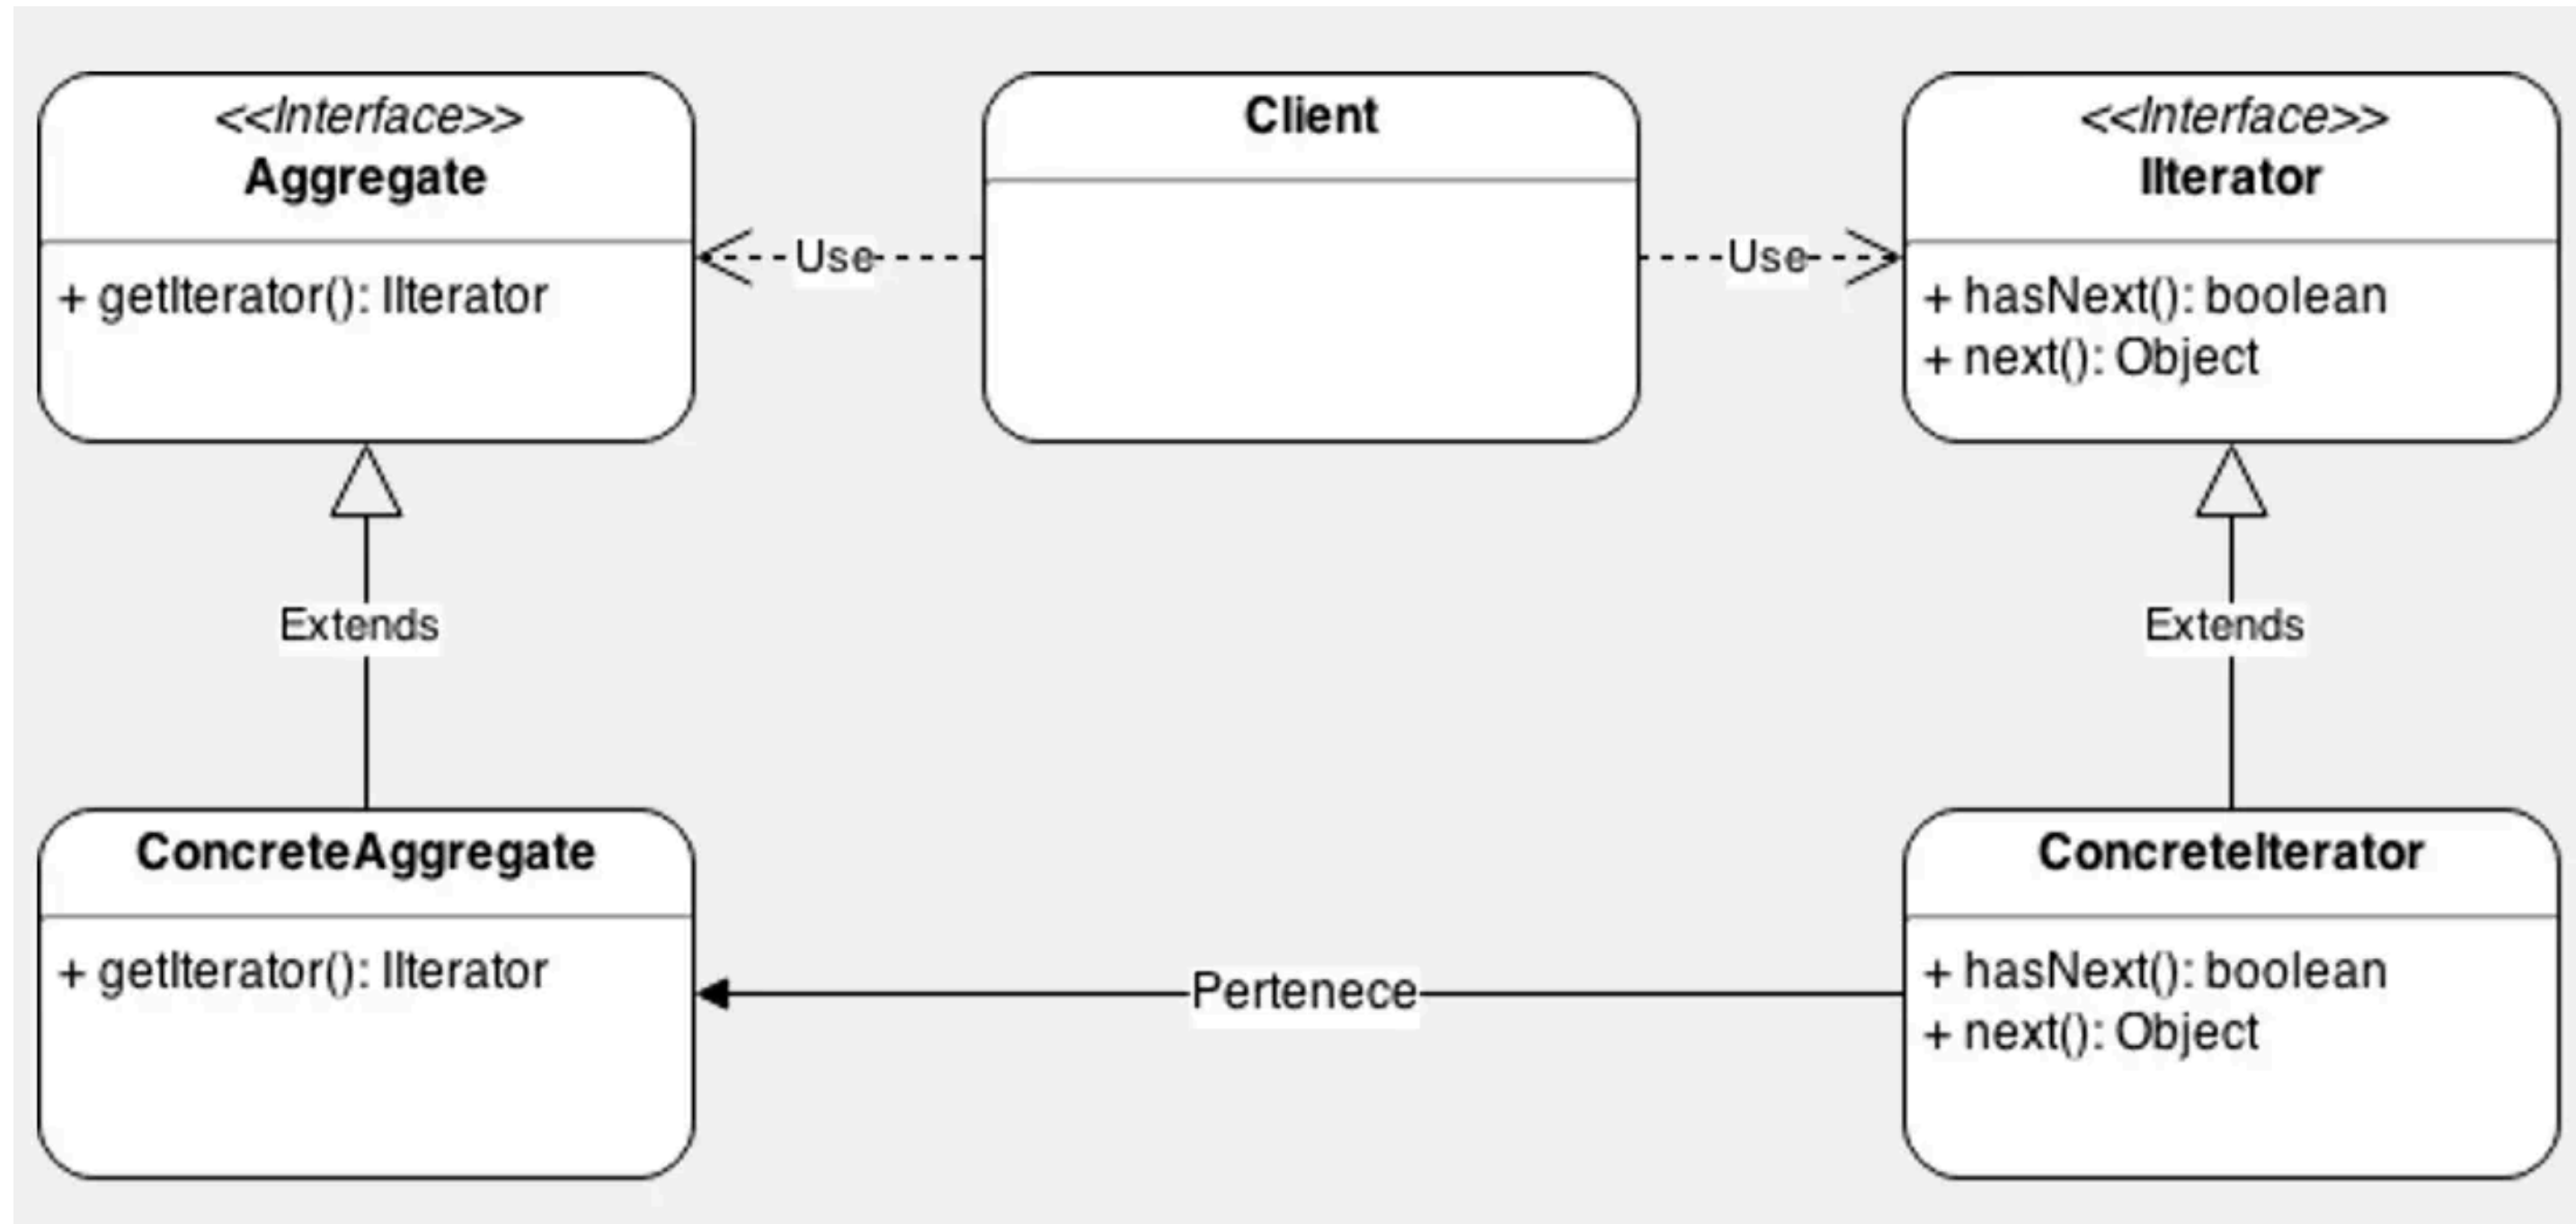 <<Interface>>
Aggregate
+ getIterator(): IIterator
Use
Client
Use
<<Interface>>
IIterator
+ hasNext(): boolean
+ next(): Object
Extends
Extends
ConcreteAggregate
+ getIterator(): IIterator
Pertenece
ConcreteIterator
+ hasNext(): boolean
+ next(): Object